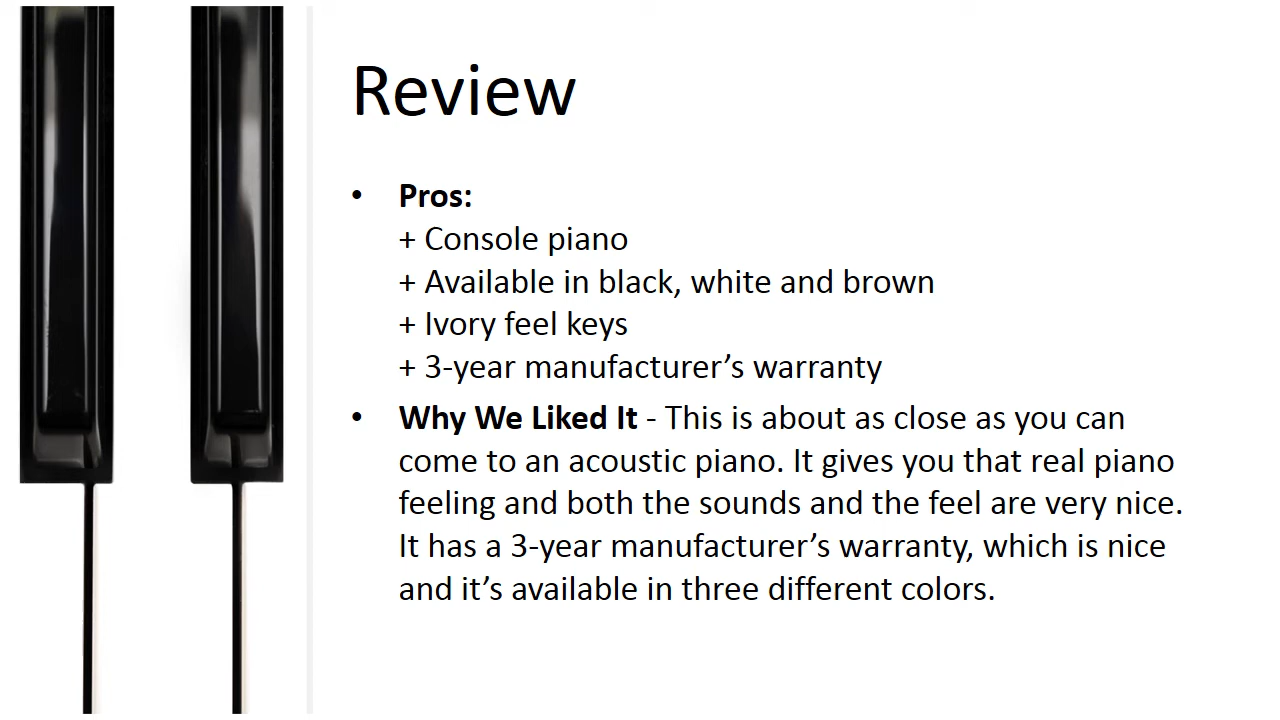 Review
• Pros:
+ Console piano
+ Available in black, white and brown
+ Ivory feel keys
+ 3-year manufacturer’s warranty
• Why We Liked It - This is about as close as you can
come to an acoustic piano. It gives you that real piano
feeling and both the sounds and the feel are very nice.
It has a 3-year manufacturer’s warranty, which is nice
and it’s available in three different colors.